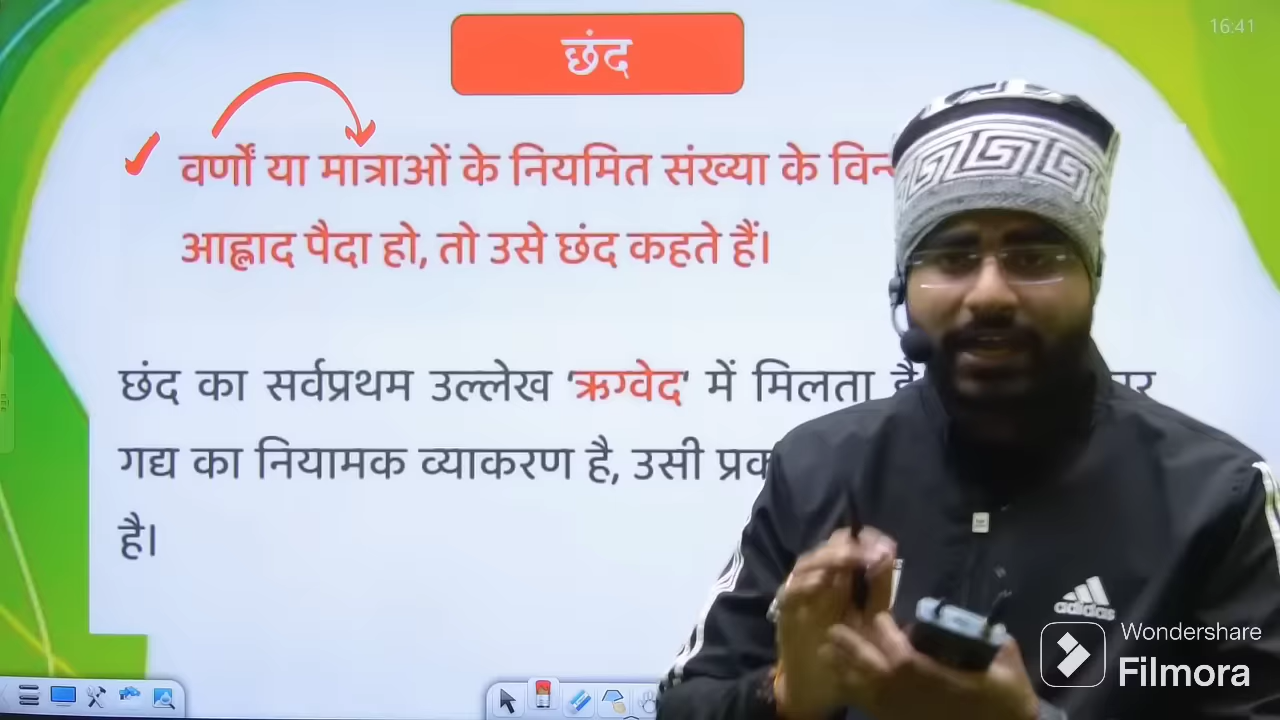 16:41
छंद
वर्णों या मात्राओं के नियमित संख्या के
आह्लाद पैदा हो, तो उसे छंद कहते हैं।
छंद का सर्वप्रथम उल्लेख ‘ऋग्वेद’ में मिलता
गद्य का नियामक व्याकरण है, उसी
है।
adidas
Wondershare
Filmora